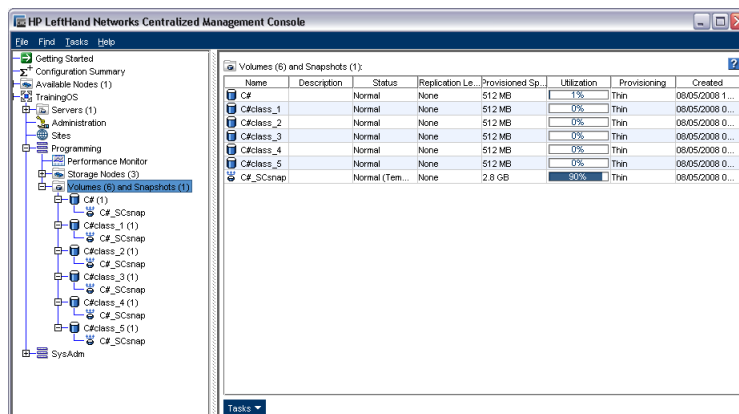 HP LeftHand Networks Centralized Management Console
File Find Tasks Help
Getting Started
Configuration Summary
Available Nodes (1)
TrainingOS
Servers (1)
Administration
Sites
Programming
Performance Monitor
Storage Nodes (3)
Volumes (6) and Snapshots (1)
C# (1)
C#_SCsnap
C#class_1 (1)
C#_SCsnap
C#class_2 (1)
C#_SCsnap
C#class_3 (1)
C#_SCsnap
C#class_4 (1)
C#_SCsnap
C#class_5 (1)
C#_SCsnap
SysAdm
Volumes (6) and Snapshots (1):
?
Name Description Status Replication Le... Provisioned Sp... Utilization Provisioning Created
C# Normal None 512 MB 1% Thin 08/05/2008 1...
C#class_1 Normal None 512 MB 0% Thin 08/05/2008 0...
C#class_2 Normal None 512 MB 0% Thin 08/05/2008 0...
C#class_3 Normal None 512 MB 0% Thin 08/05/2008 0...
C#class_4 Normal None 512 MB 0% Thin 08/05/2008 0...
C#class_5 Normal None 512 MB 0% Thin 08/05/2008 0...
C#_SCsnap Normal (Tem... None 2.8 GB 90% Thin 08/05/2008 0...
Tasks